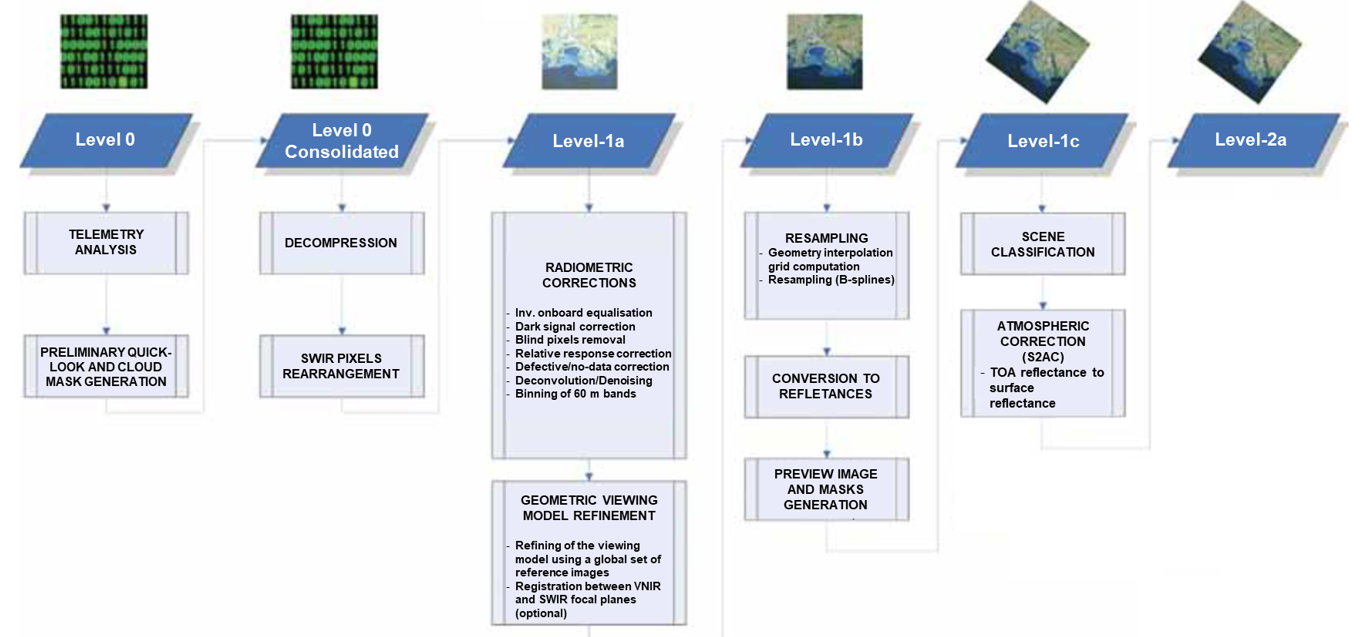 Level 0
TELEMETRY
ANALYSIS
PRELIMINARY QUICK-
LOOK AND CLOUD
MASK GENERATION
Level 0
Consolidated
DECOMPRESSION
SWIR PIXELS
REARRANGEMENT
Level-1a
RADIOMETRIC
CORRECTIONS
- Inv. onboard equalisation
- Dark signal correction
- Blind pixels removal
- Relative response correction
- Defective/no-data correction
- Deconvolution/Denoising
- Binning of 60 m bands
GEOMETRIC VIEWING
MODEL REFINEMENT
- Refining of the viewing
model using a global set of
reference images
- Registration between VNIR
and SWIR focal planes
(optional)
Level-1b
RESAMPLING
- Geometry interpolation
grid computation
- Resampling (B-splines)
CONVERSION TO
REFLETANCES
PREVIEW IMAGE
AND MASKS
GENERATION
Level-1c
SCENE
CLASSIFICATION
ATMOSPHERIC
CORRECTION
(S2AC)
- TOA reflectance to
surface
reflectance
Level-2a